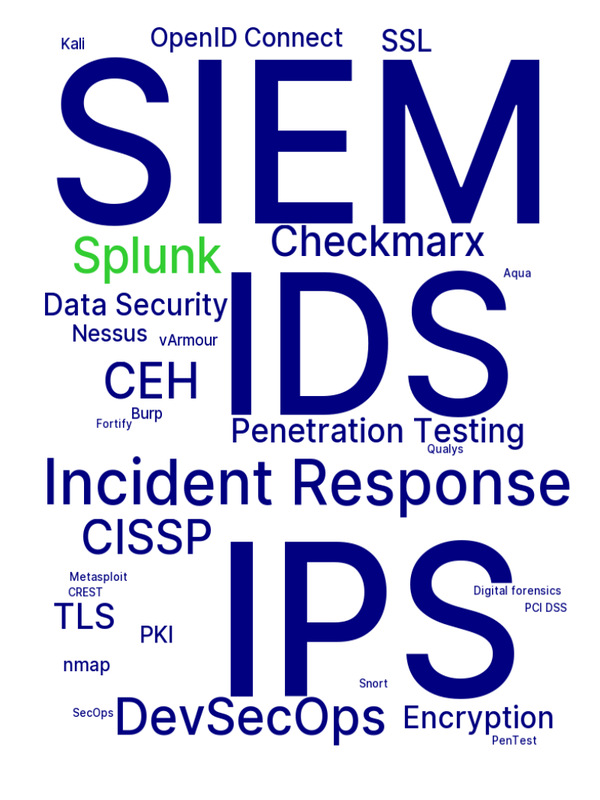 Kali
OpenID Connect
SSL
SIEM
Splunk
Checkmarx
Aqua
IDS
Data Security
Nessus
vArmour
CEH
Burp
Fortify
Penetration Testing
Qualys
Incident Response
CISSP
IPS
Metasploit
CREST
Digital forensics
PCI DSS
TLS
PKI
nmap
Snort
SecOps
DevSecOps
Encryption
PenTest